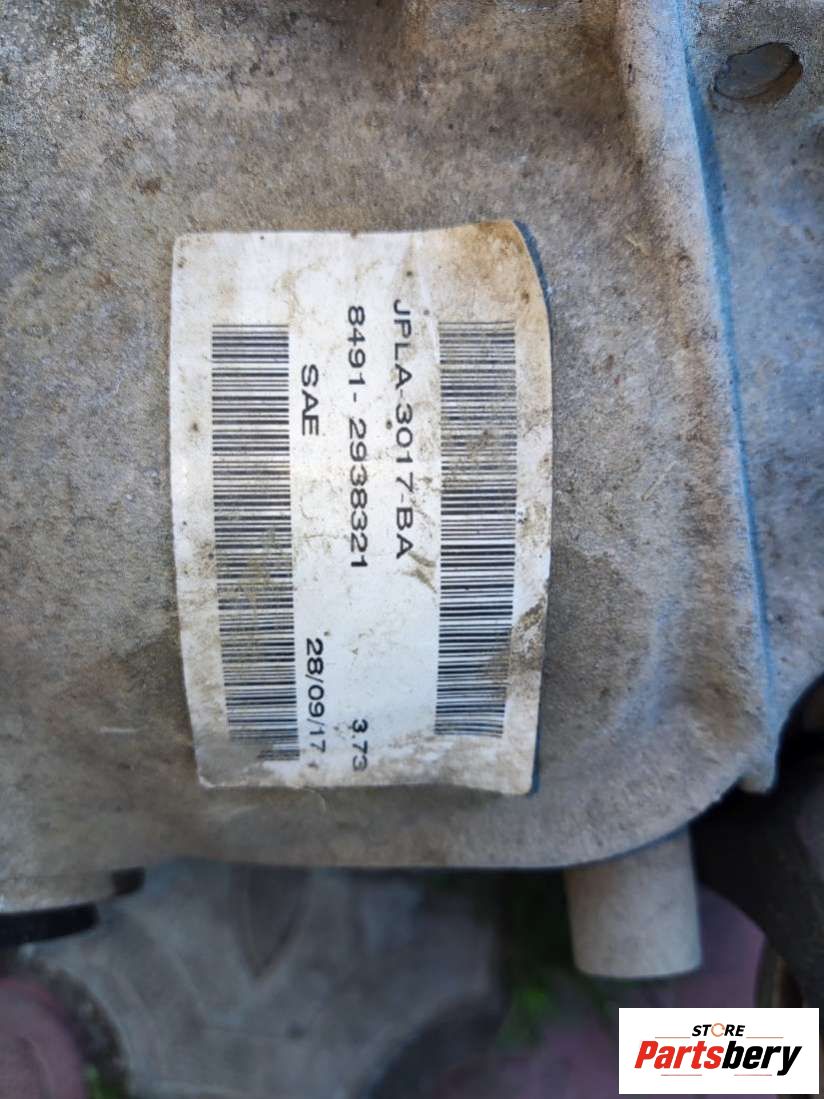 JPLA-3017-BA
8491-2938321 3.73
SAE 28/09/17
STORE
Partsbery